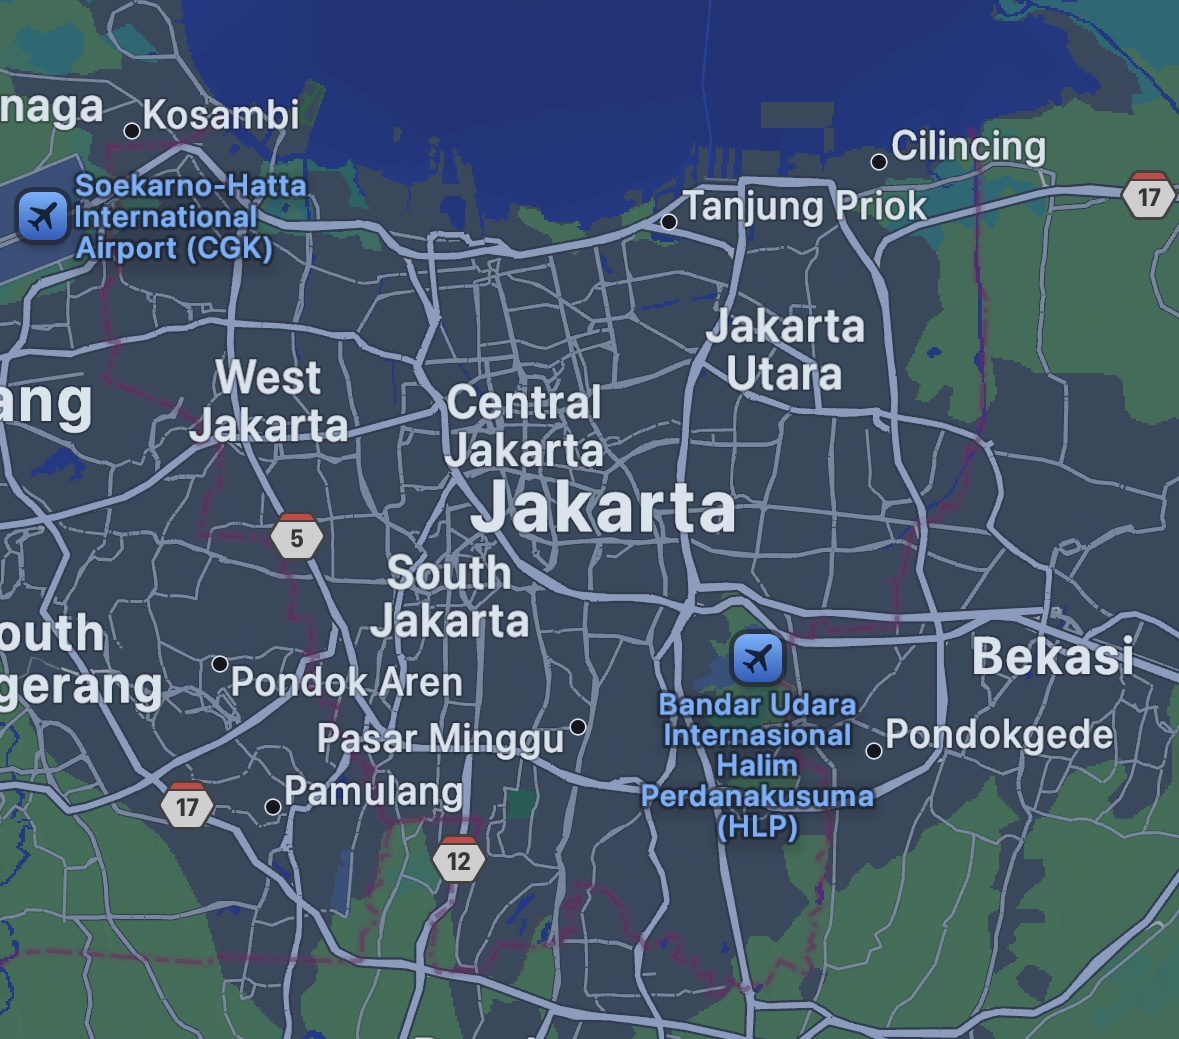 naga
Kosambi
Cilincing
Soekarno-Hatta
International
Airport (CGK)
17
Tanjung Priok
Jakarta
Utara
West
Jakarta
ang
Central
Jakarta
Jakarta
5
South
Jakarta
outh
gerang
Bekasi
Pondok Aren
Bandar Udara
Internasional
Halim
Perdanakusuma
(HLP)
Pasar Minggu
Pondokgede
Pamulang
17
12